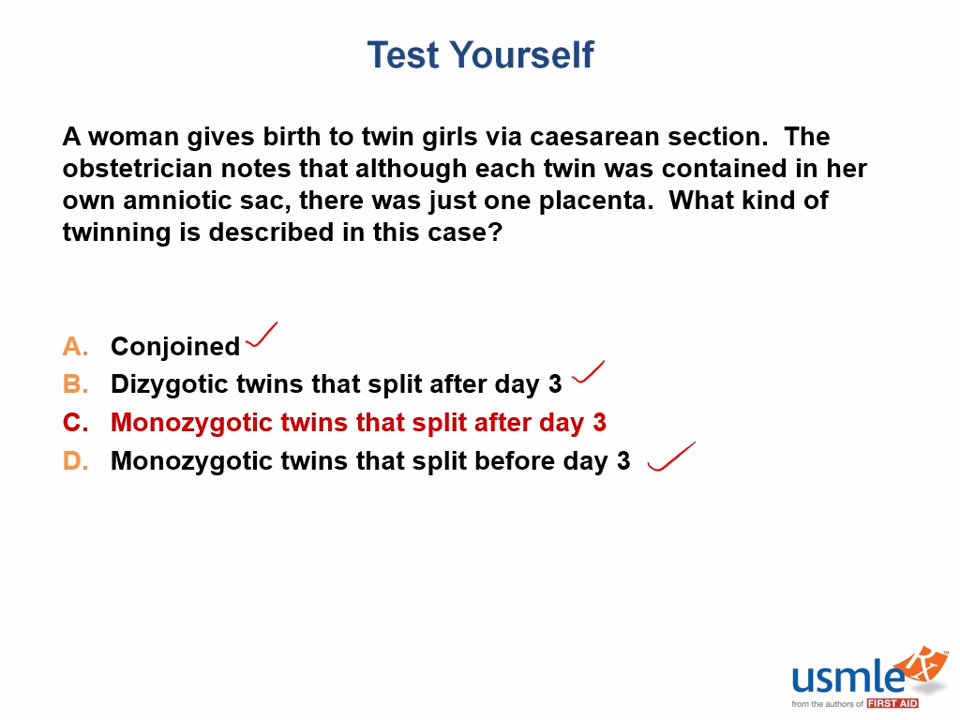 Test Yourself
A woman gives birth to twin girls via caesarean section. The
obstetrician notes that although each twin was contained in her
own amniotic sac, there was just one placenta. What kind of
twinning is described in this case?
A. Conjoined
B. Dizygotic twins that split after day 3
C. Monozygotic twins that split after day 3
D. Monozygotic twins that split before day 3
usmle Rx
from the authors of FIRST AID